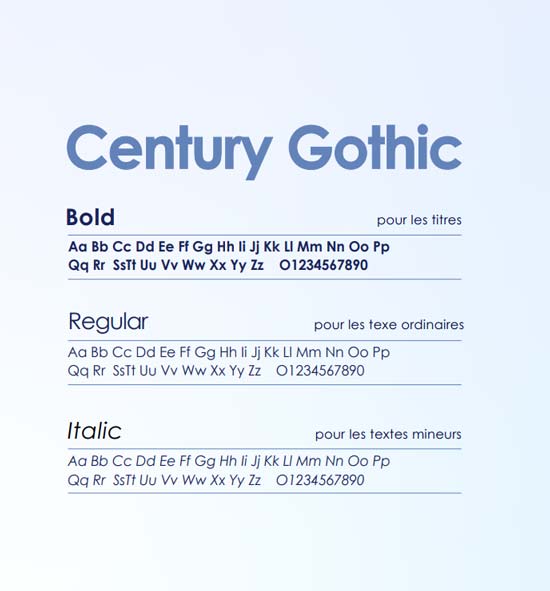 Century Gothic
Bold pour les titres
Aa Bb Cc Dd Ee Ff Gg Hh Ii Jj Kk Ll Mm Nn Oo Pp
Qq Rr SsTt Uu Vv Ww Xx Yy Zz O1234567890
Regular pour les texe ordinaires
Aa Bb Cc Dd Ee Ff Gg Hh Ii Jj Kk Ll Mm Nn Oo Pp
Qq Rr SsTt Uu Vv Ww Xx Yy Zz O1234567890
Italic pour les textes mineurs
Aa Bb Cc Dd Ee Ff Gg Hh Ii Jj Kk Ll Mm Nn Oo Pp
Qq Rr SsTt Uu Vv Ww Xx Yy Zz O1234567890